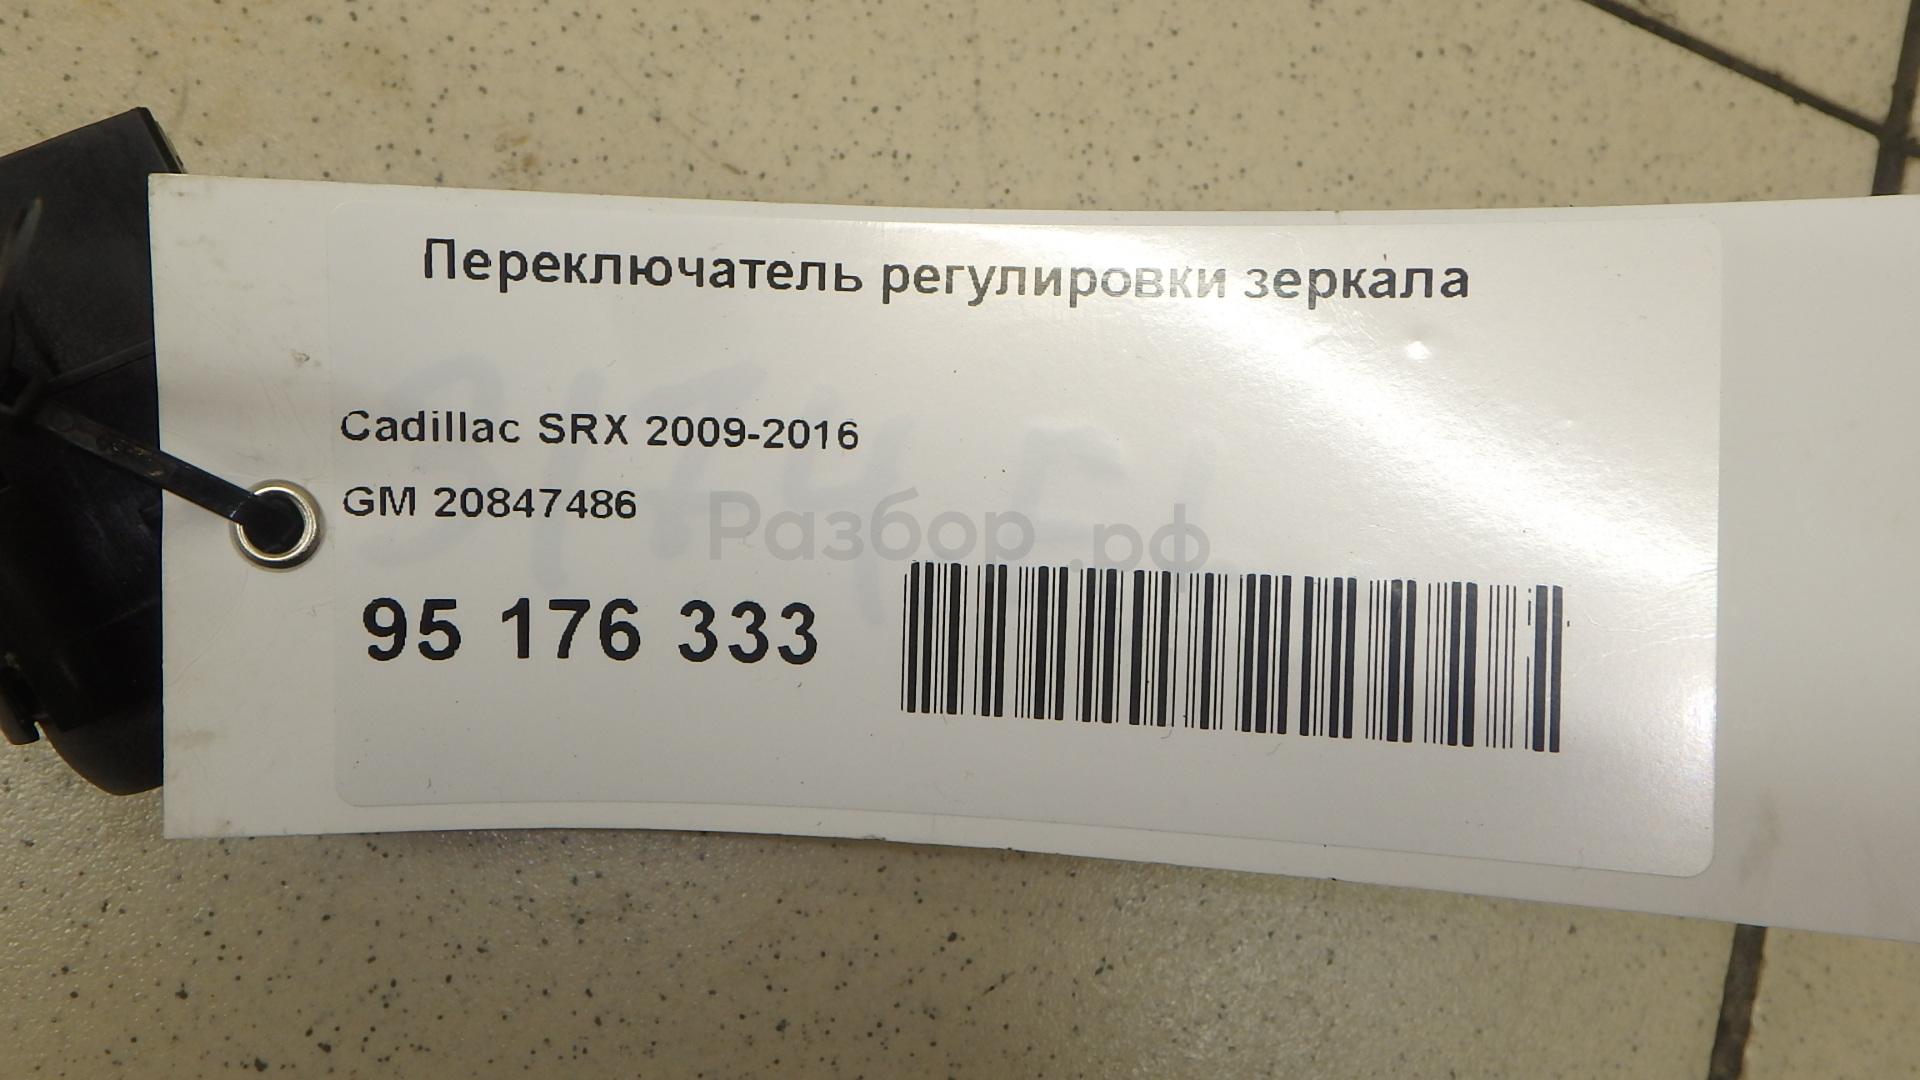 Переключатель регулировки зеркала
Cadillac SRX 2009-2016
GM 20847486
Разбор.рф
95 176 333